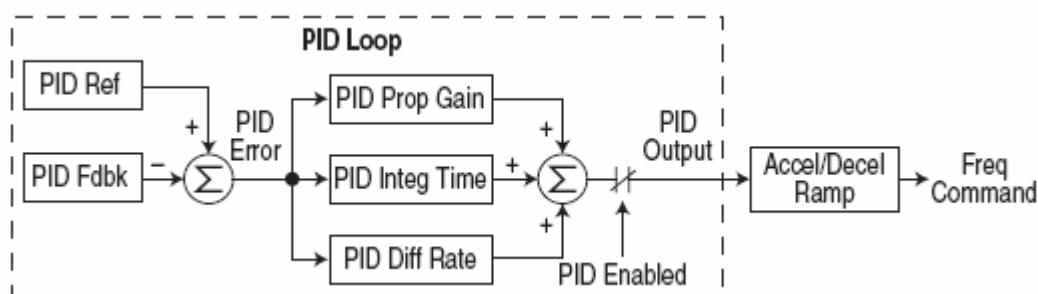 PID Loop
PID Ref
+
PID
Error
PID Fdbk
−
Σ
PID Prop Gain
PID Integ Time
PID Diff Rate
+
+
+
Σ
PID
Output
PID Enabled
Accel/Decel
Ramp
Freq
Command